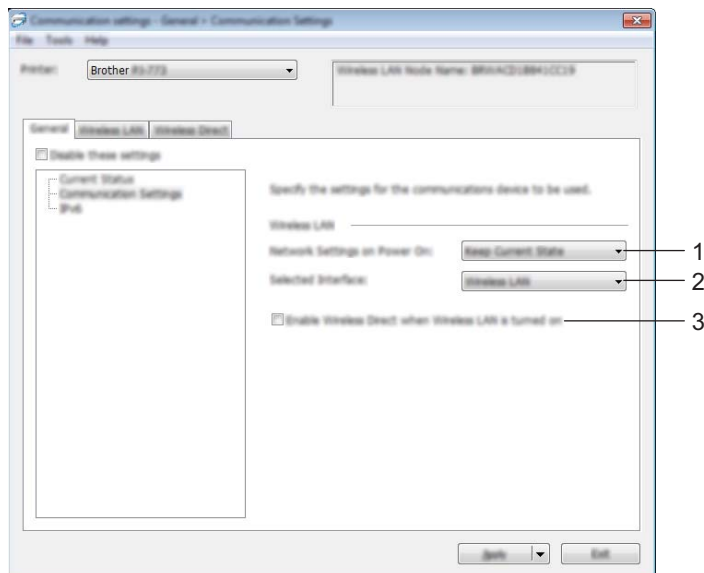 Communication settings - General > Communication Settings
File Tools Help
Printer: Brother PJ-773
Wireless LAN Node Name:
General Wireless LAN Wireless Direct
Disable these settings
Current Status
Communication Settings
IPv6
Specify the settings for the communications device to be used.
Wireless LAN
Network Settings on Power On: Keep Current State
1
Selected Interface: Wireless LAN
2
Enable Wireless Direct when Wireless LAN is turned on
3
Apply Exit